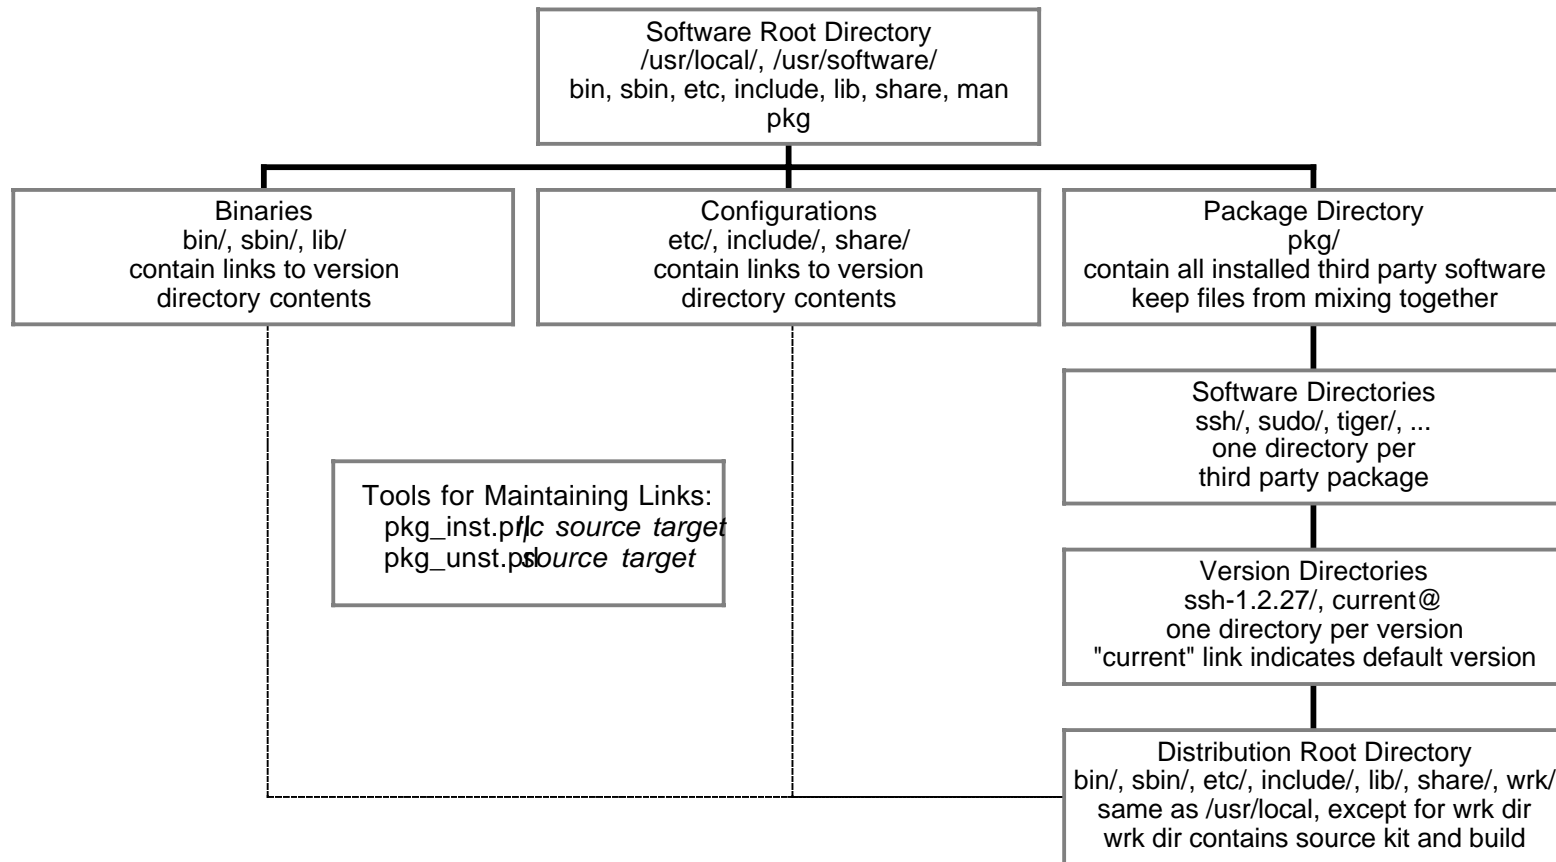 Software Root Directory
/usr/local/, /usr/software/
bin, sbin, etc, include, lib, share, man
pkg
Binaries
bin/, sbin/, lib/
contain links to version
directory contents
Configurations
etc/, include/, share/
contain links to version
directory contents
Package Directory
pkg/
contain all installed third party software
keep files from mixing together
Software Directories
ssh/, sudo/, tiger/, ...
one directory per
third party package
Tools for Maintaining Links:
pkg_inst.prl source target
pkg_unst.prl source target
Version Directories
ssh-1.2.27/, current@
one directory per version
"current" link indicates default version
Distribution Root Directory
bin/, sbin/, etc/, include/, lib/, share/, wrk/
same as /usr/local, except for wrk dir
wrk dir contains source kit and build